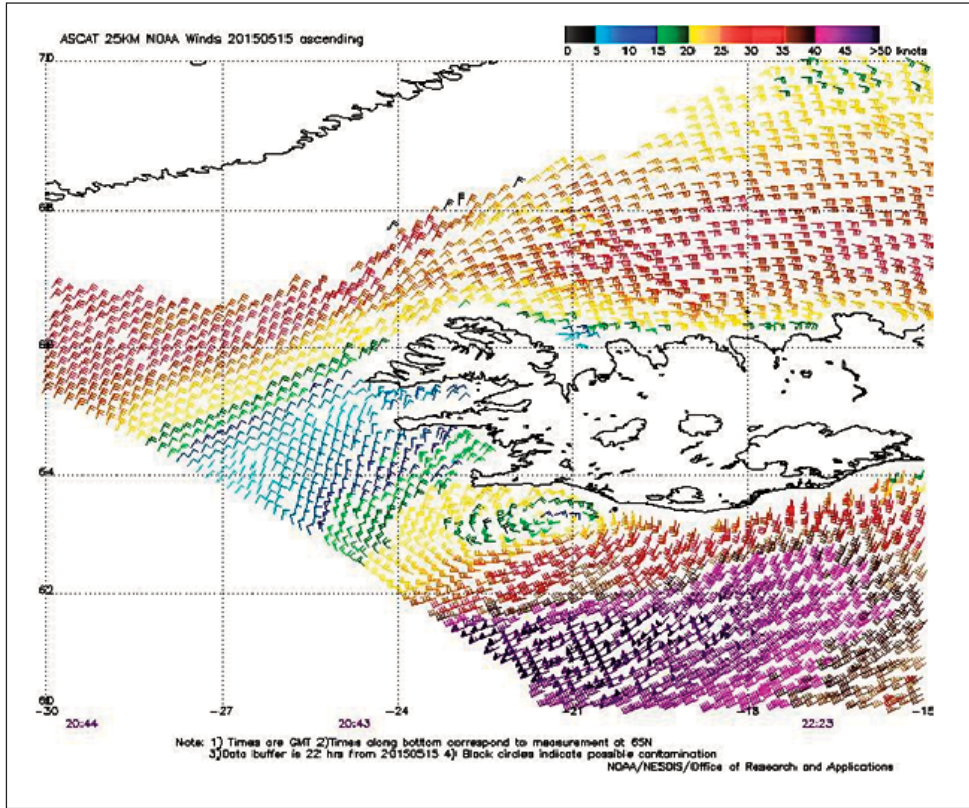 ASCAT 25KM NOAA Winds 20150515 ascending
0 5 10 15 20 25 30 35 40 45 >50 knots
70
68
66
64
62
60
-30 -27 -24 -21 -18 -15
20:44 20:43 22:23
Note: 1) Times are GMT 2)Times along bottom correspond to measurement at 65N
3)Data buffer is 22 hrs from 20150515 4) Black circles indicate possible contamination
NOAA/NESDIS/Office of Research and Applications